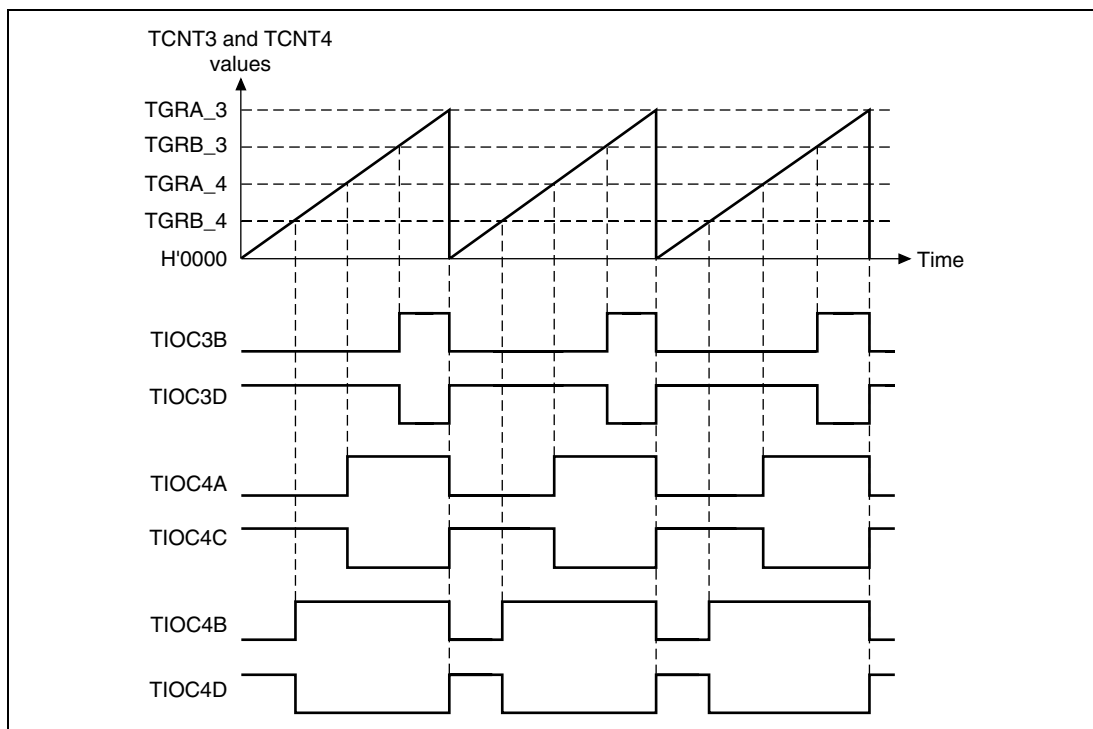 TCNT3 and TCNT4
values
TGRA_3
TGRB_3
TGRA_4
TGRB_4
H'0000
Time
TIOC3B
TIOC3D
TIOC4A
TIOC4C
TIOC4B
TIOC4D